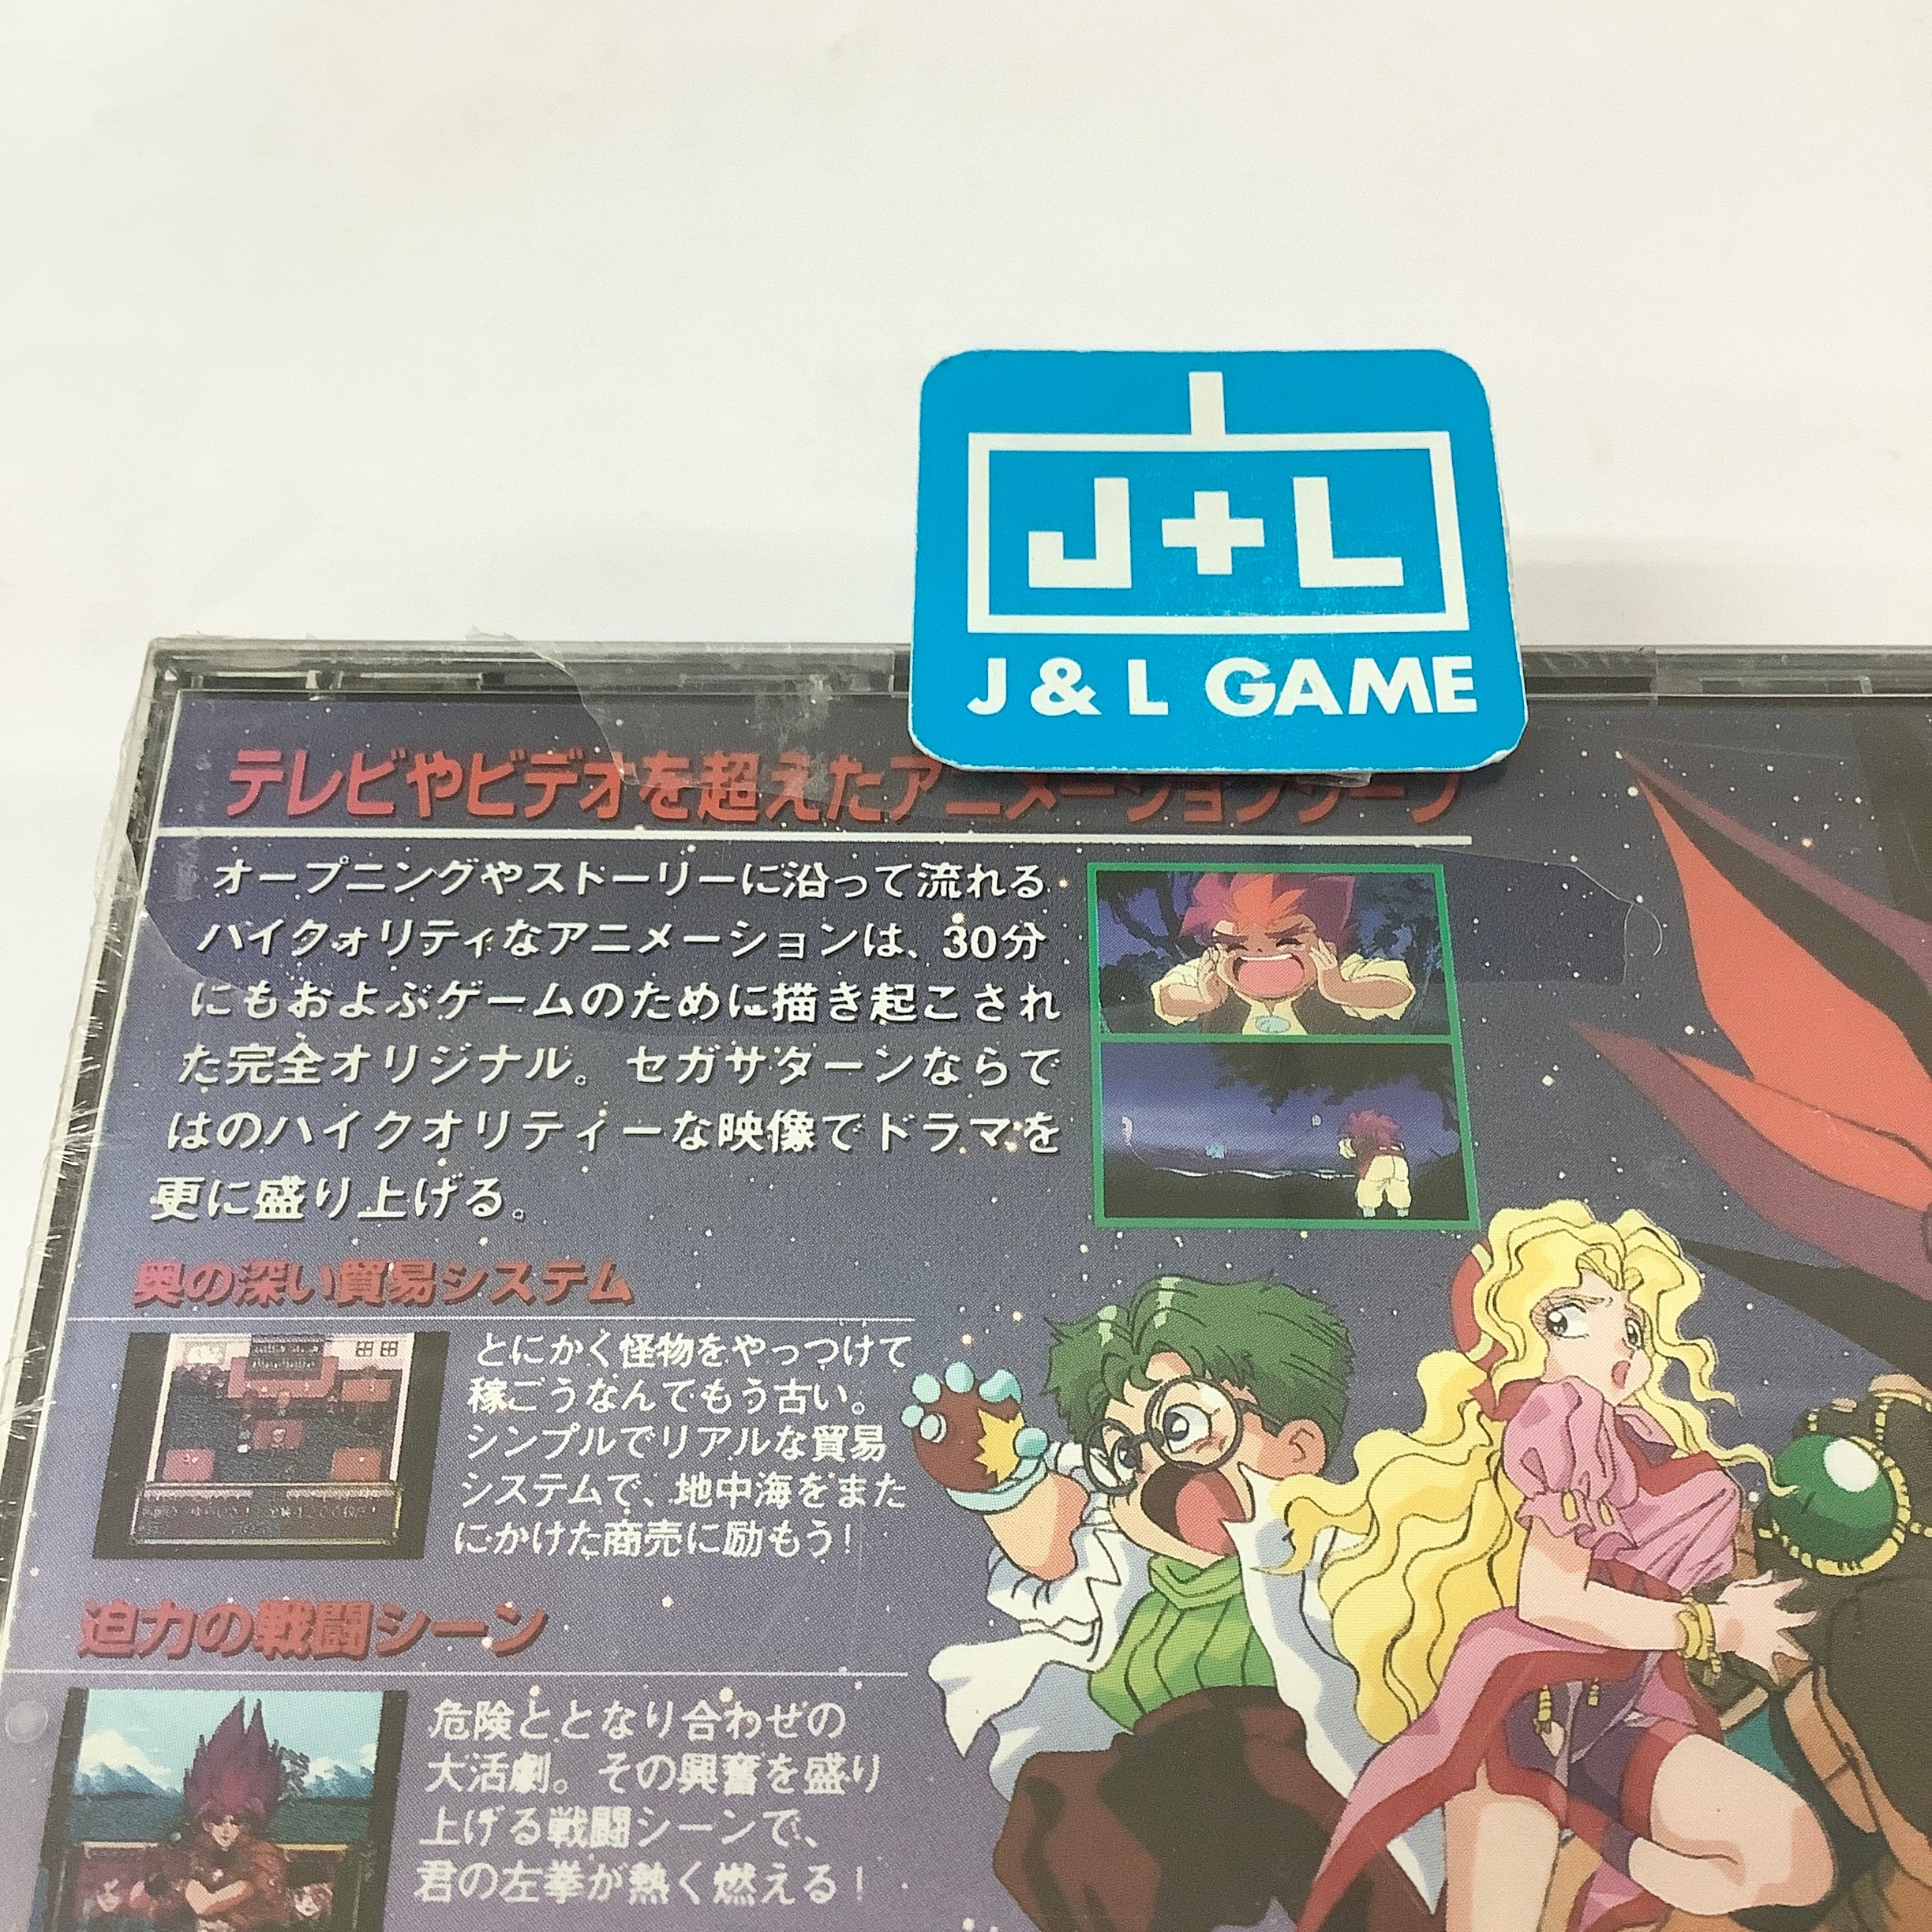 J+L
J & L GAME
テレビやビデオを超えたアニメーションシーン
オープニングやストーリーに沿って流れる
ハイクォリティなアニメーションは、30分
にもおよぶゲームのために描き起こされ
た完全オリジナル。セガサターンならで
はのハイクオリティーな映像でドラマを
更に盛り上げる。
奥の深い貿易システム
とにかく怪物をやっつけて
稼ごうなんてもう古い。
シンプルでリアルな貿易
システムで、地中海をまた
にかけた商売に励もう!
迫力の戦闘シーン
危険ととなり合わせの
大活劇。その興奮を盛り
上げる戦闘シーンで、
君の左拳が熱く燃える!